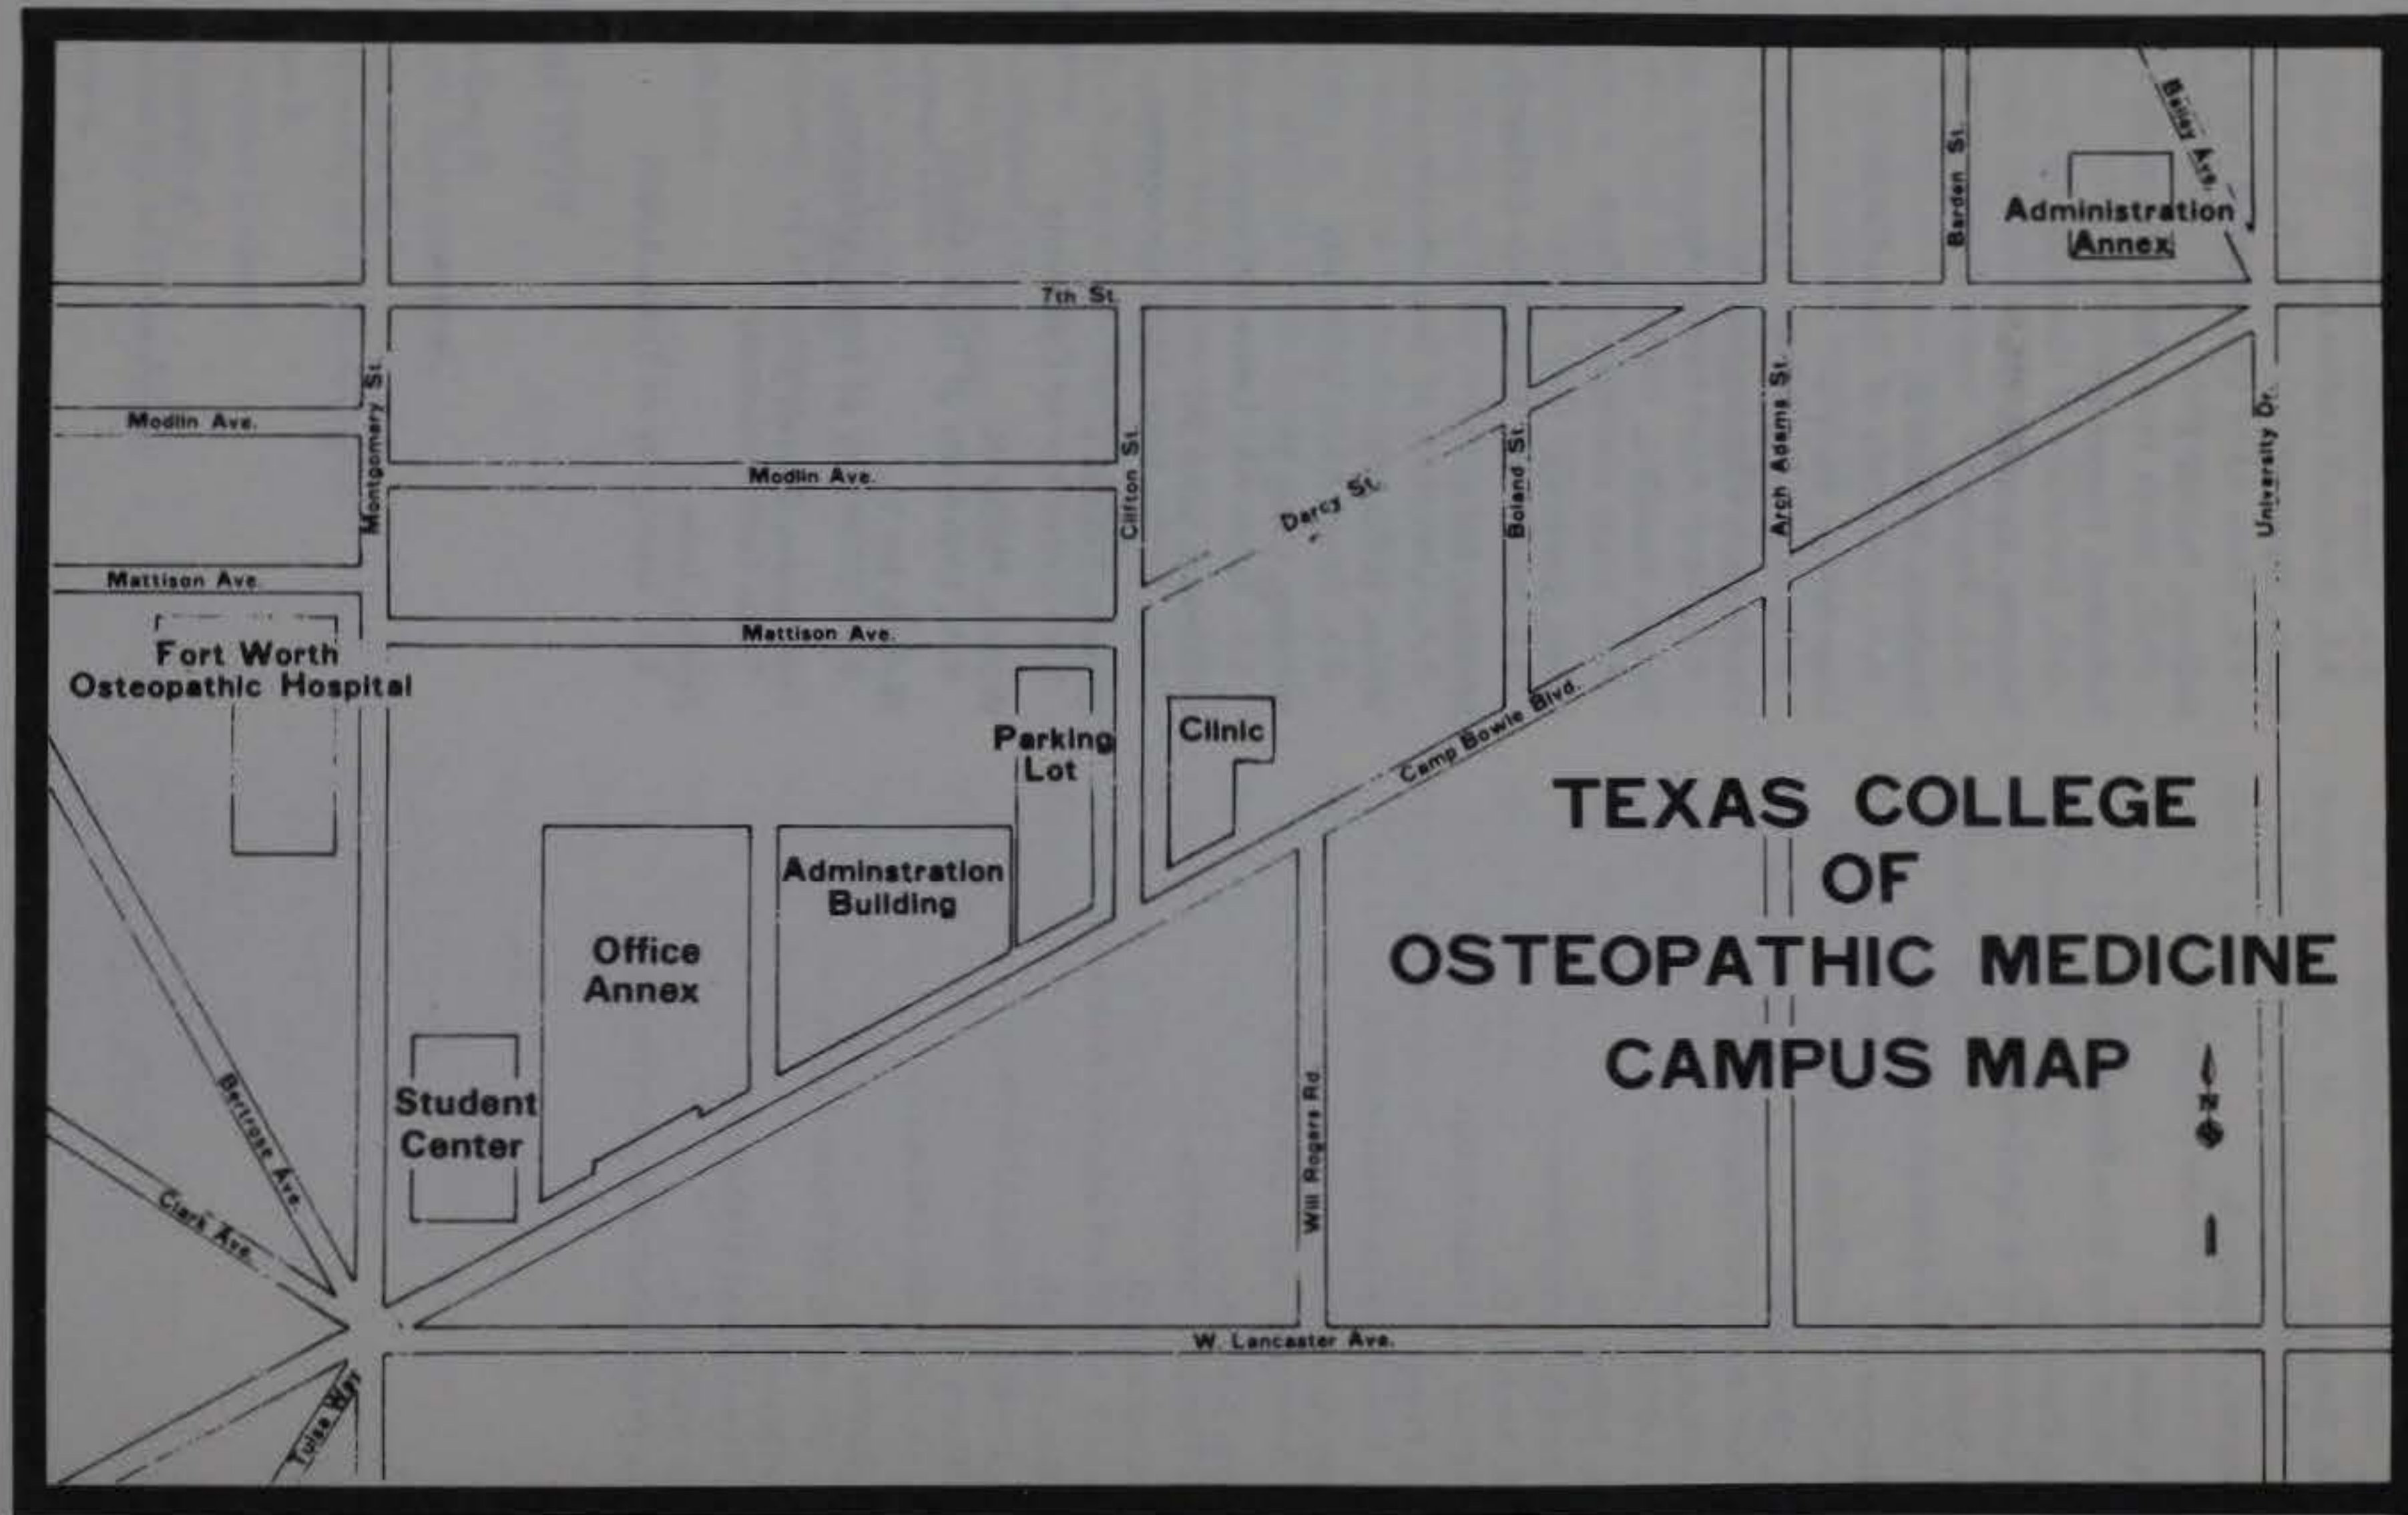 Bailey Ave.
Barden St.
Administration
Annex
7th St.
Montgomery St.
Modlin Ave.
Modlin Ave.
Clifton St.
Darcy St.
Boland St.
Arch Adams St.
University Dr.
Mattison Ave.
Mattison Ave.
Fort Worth
Osteopathic Hospital
Parking
Lot
Clinic
Camp Bowie Blvd.
TEXAS COLLEGE
OF
OSTEOPATHIC MEDICINE
CAMPUS MAP
N
Adminstration
Building
Office
Annex
Student
Center
Bertrose Ave.
Clark Ave.
Will Rogers Rd.
W. Lancaster Ave.
Tulsa Way